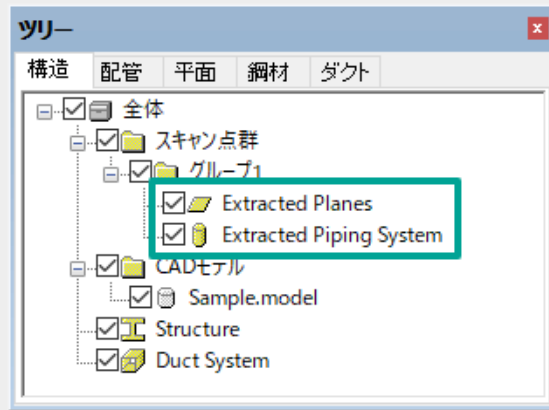 ツリー
構造 配管 平面 鋼材 ダクト
全体
スキャン点群
グループ1
Extracted Planes
Extracted Piping System
CADモデル
Sample.model
Structure
Duct System